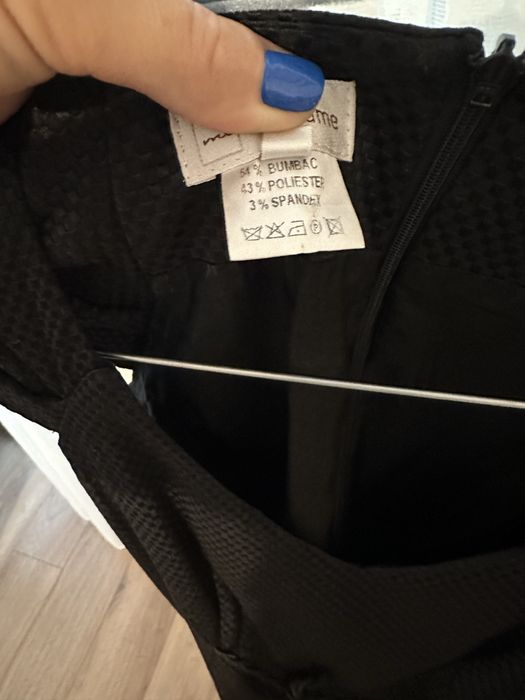 54% BUMBAC
43% POLIESTER
3% SPANDEX